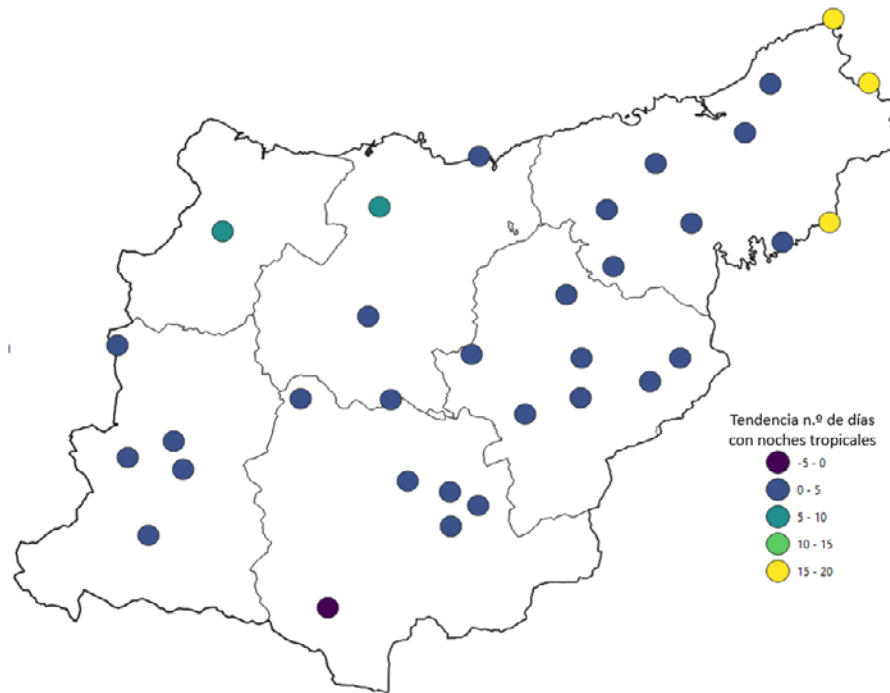 Tendencia n.º de días
con noches tropicales
-5 - 0
0 - 5
5 - 10
10 - 15
15 - 20